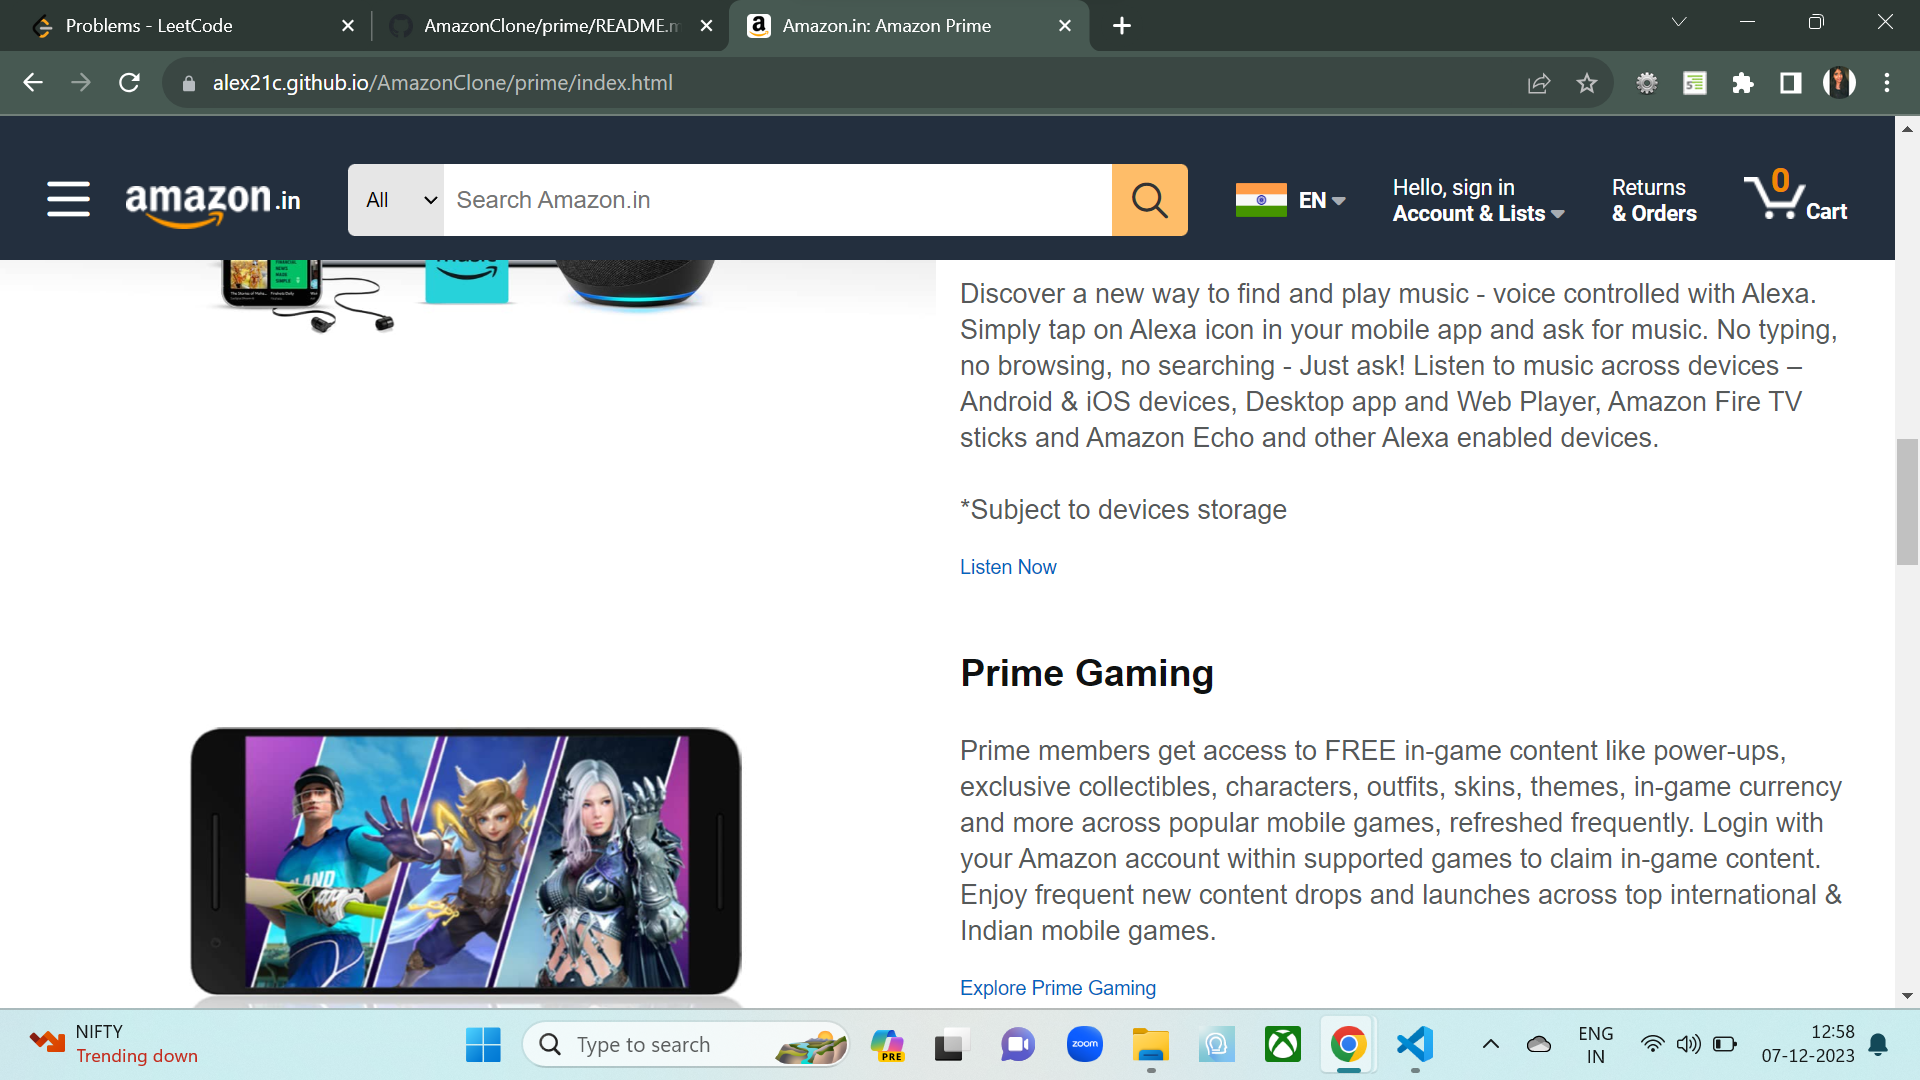 Problems - LeetCode
AmazonClone/prime/README.m
Amazon.in: Amazon Prime
alex21c.github.io/AmazonClone/prime/index.html
amazon.in
All
Search Amazon.in
EN
Hello, sign in
Account & Lists
Returns
& Orders
0
Cart
Discover a new way to find and play music - voice controlled with Alexa.
Simply tap on Alexa icon in your mobile app and ask for music. No typing,
no browsing, no searching - Just ask! Listen to music across devices –
Android & iOS devices, Desktop app and Web Player, Amazon Fire TV
sticks and Amazon Echo and other Alexa enabled devices.
*Subject to devices storage
Listen Now
Prime Gaming
Prime members get access to FREE in-game content like power-ups,
exclusive collectibles, characters, outfits, skins, themes, in-game currency
and more across popular mobile games, refreshed frequently. Login with
your Amazon account within supported games to claim in-game content.
Enjoy frequent new content drops and launches across top international &
Indian mobile games.
Explore Prime Gaming
NIFTY
Trending down
Type to search
PRE
zoom
ENG
IN
12:58
07-12-2023